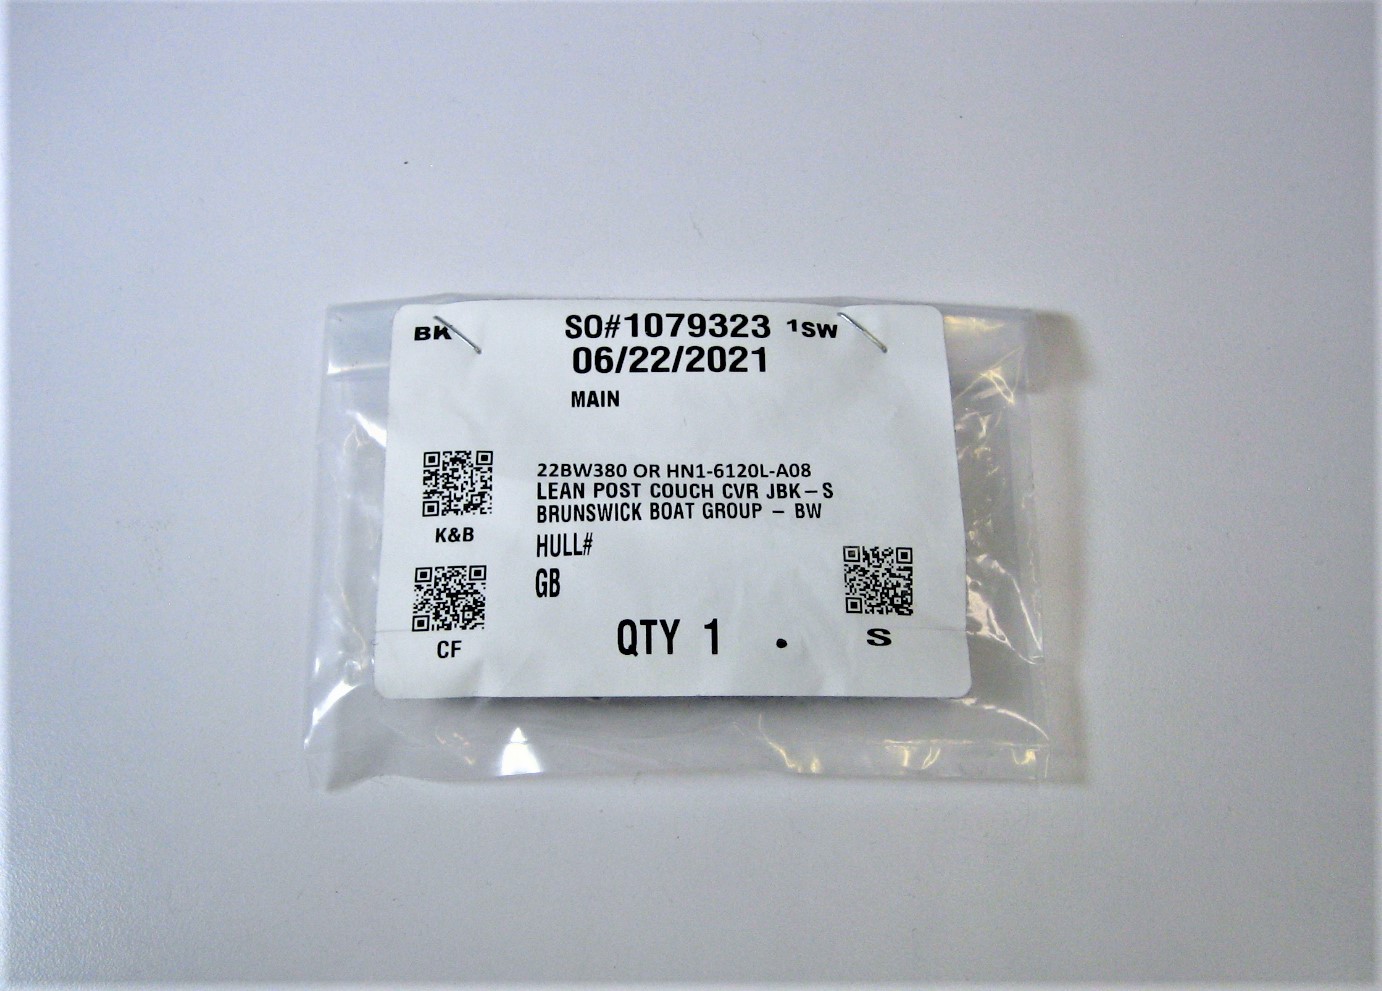 BK SO#1079323 1SW
06/22/2021
MAIN
22BW380 OR HN1-6120L-A08
LEAN POST COUCH CVR JBK-S
BRUNSWICK BOAT GROUP - BW
K&B
HULL#
GB
QTY 1 .
S
CF